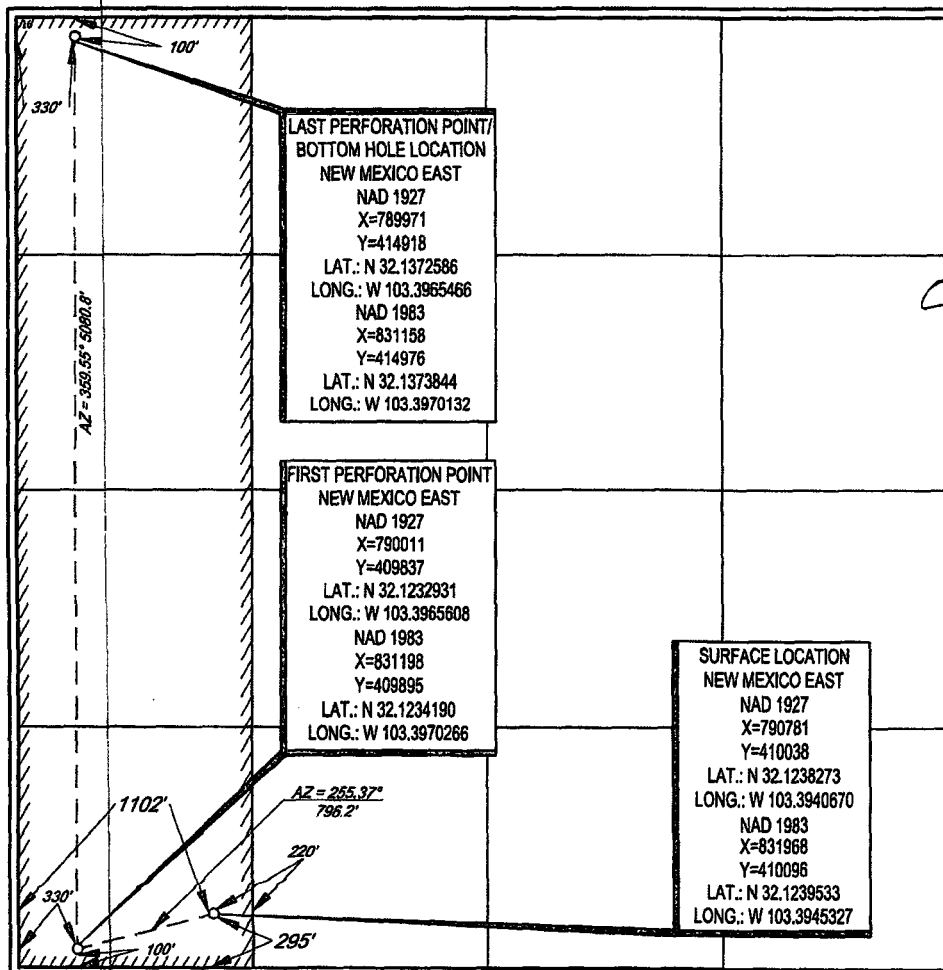 100'
330'
LAST PERFORATION POINT/
BOTTOM HOLE LOCATION
NEW MEXICO EAST
NAD 1927
X=789971
Y=414918
LAT.: N 32.1372586
LONG.: W 103.3965466
NAD 1983
X=831158
Y=414976
LAT.: N 32.1373844
LONG.: W 103.3970132
AZ = 359.55° 5080.8'
FIRST PERFORATION POINT
NEW MEXICO EAST
NAD 1927
X=790011
Y=409837
LAT.: N 32.1232931
LONG.: W 103.3965608
NAD 1983
X=831198
Y=409895
LAT.: N 32.1234190
LONG.: W 103.3970266
SURFACE LOCATION
NEW MEXICO EAST
NAD 1927
X=790781
Y=410038
LAT.: N 32.1238273
LONG.: W 103.3940670
NAD 1983
X=831968
Y=410096
LAT.: N 32.1239533
LONG.: W 103.3945327
AZ = 255.37°
796.2'
1102'
220'
330'
295'
100'